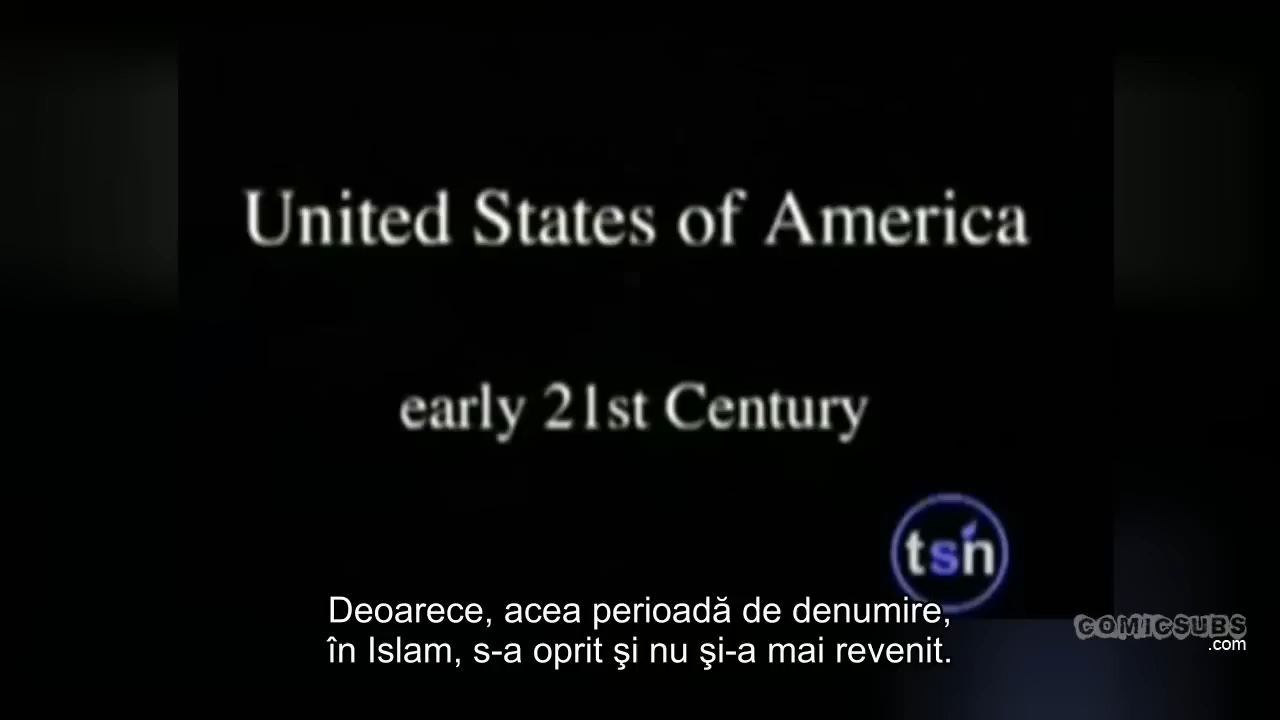 United States of America
early 21st Century
tsn
Deoarece, acea perioadă de denumire,
în Islam, s-a oprit şi nu şi-a mai revenit.
COMICSUBS
.com